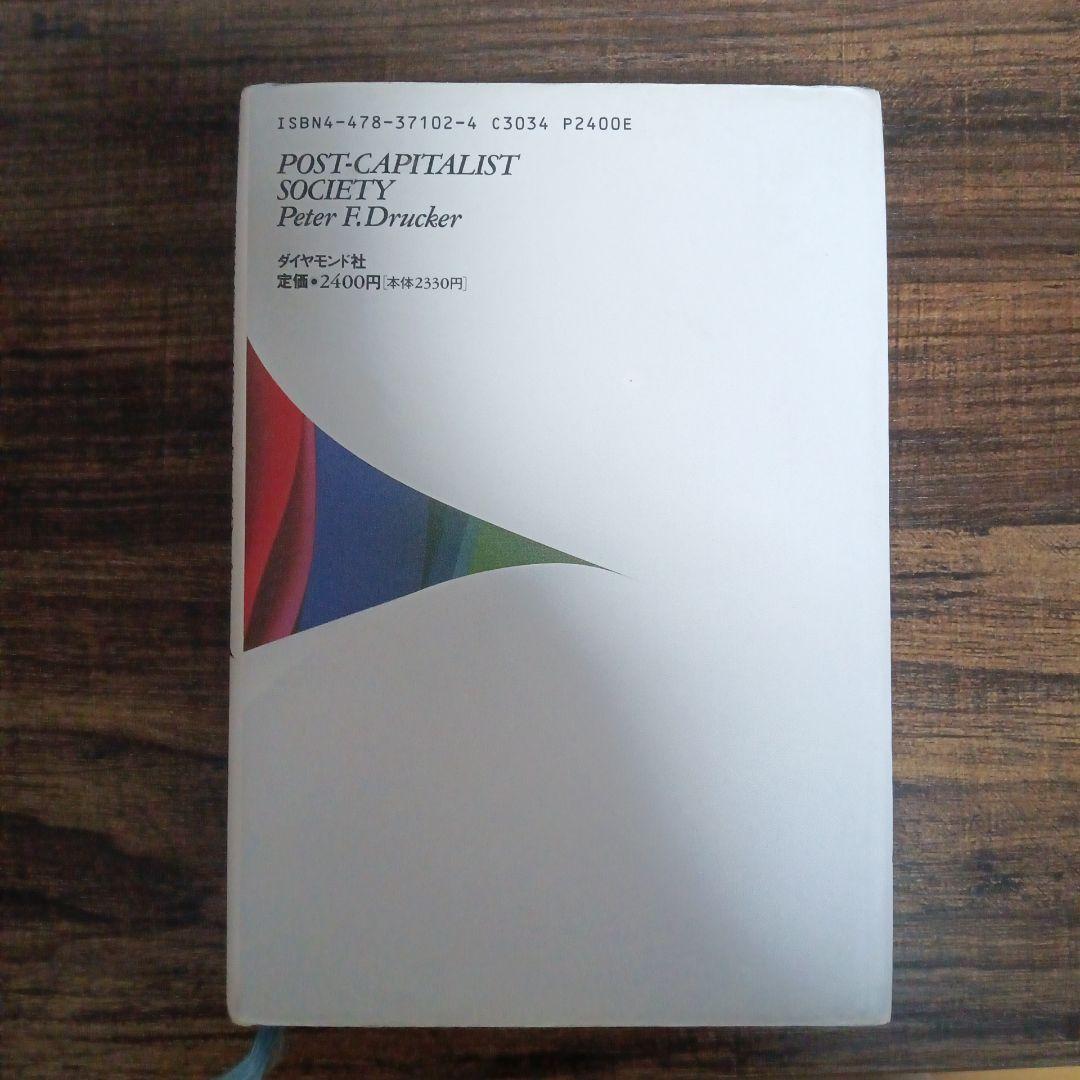 ISBN4-478-37102-4 C3034 P2400E
POST-CAPITALIST
SOCIETY
Peter F.Drucker
ダイヤモンド社
定価•2400円[本体2330円]